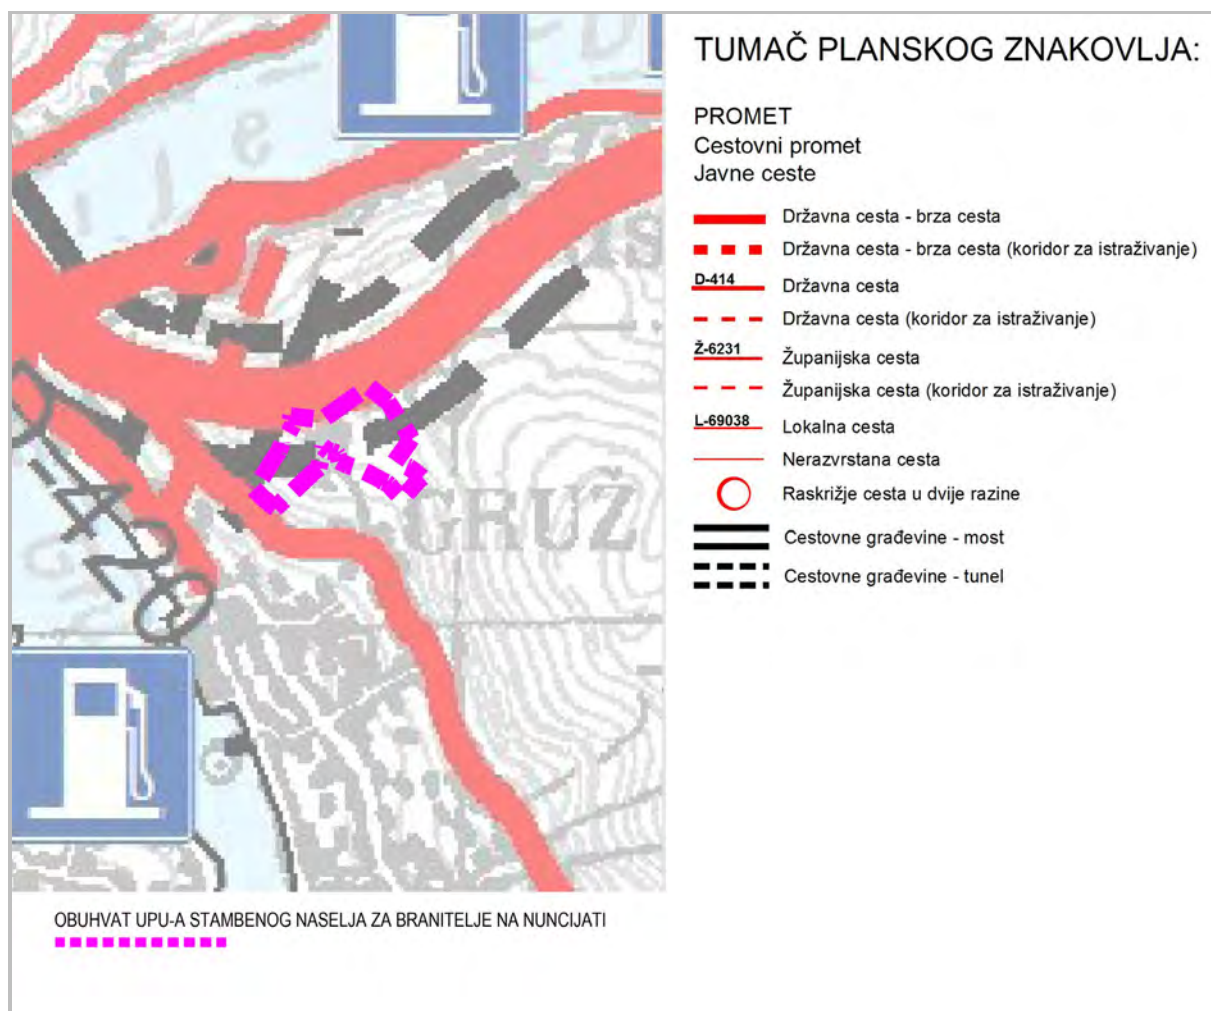 TUMAČ PLANSKOG ZNAKOVLJA:
PROMET
Cestovni promet
Javne ceste
Državna cesta - brza cesta
Državna cesta - brza cesta (koridor za istraživanje)
D-414
Državna cesta
Državna cesta (koridor za istraživanje)
Ž-6231
Županijska cesta
Županijska cesta (koridor za istraživanje)
L-69038
Lokalna cesta
Nerazvrstana cesta
Raskrižje cesta u dvije razine
Cestovne građevine - most
Cestovne građevine - tunel
GRUŽ
D-420
OBUHVAT UPU-A STAMBENOG NASELJA ZA BRANITELJE NA NUNCIJATI